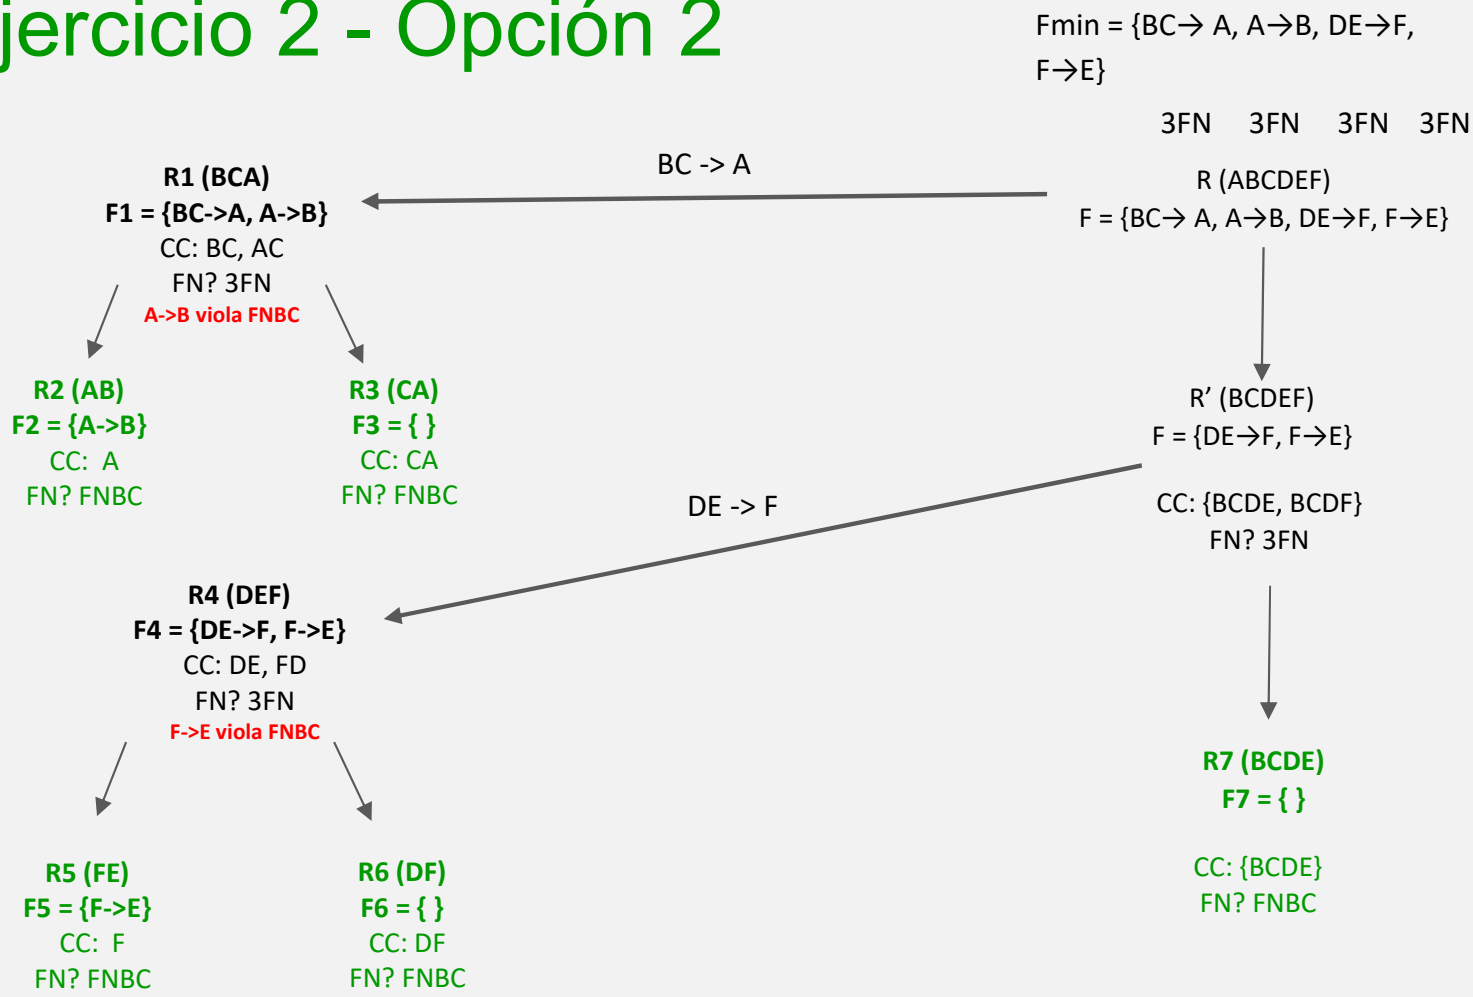 jercicio 2 - Opción 2
Fmin = {BC→ A, A→B, DE→F,
F→E}
3FN 3FN 3FN 3FN
BC -> A
R (ABCDEF)
F = {BC→ A, A→B, DE→F, F→E}
R1 (BCA)
F1 = {BC->A, A->B}
CC: BC, AC
FN? 3FN
A->B viola FNBC
R2 (AB)
F2 = {A->B}
CC: A
FN? FNBC
R3 (CA)
F3 = { }
CC: CA
FN? FNBC
R’ (BCDEF)
F = {DE→F, F→E}
CC: {BCDE, BCDF}
FN? 3FN
DE -> F
R4 (DEF)
F4 = {DE->F, F->E}
CC: DE, FD
FN? 3FN
F->E viola FNBC
R5 (FE)
F5 = {F->E}
CC: F
FN? FNBC
R6 (DF)
F6 = { }
CC: DF
FN? FNBC
R7 (BCDE)
F7 = { }
CC: {BCDE}
FN? FNBC